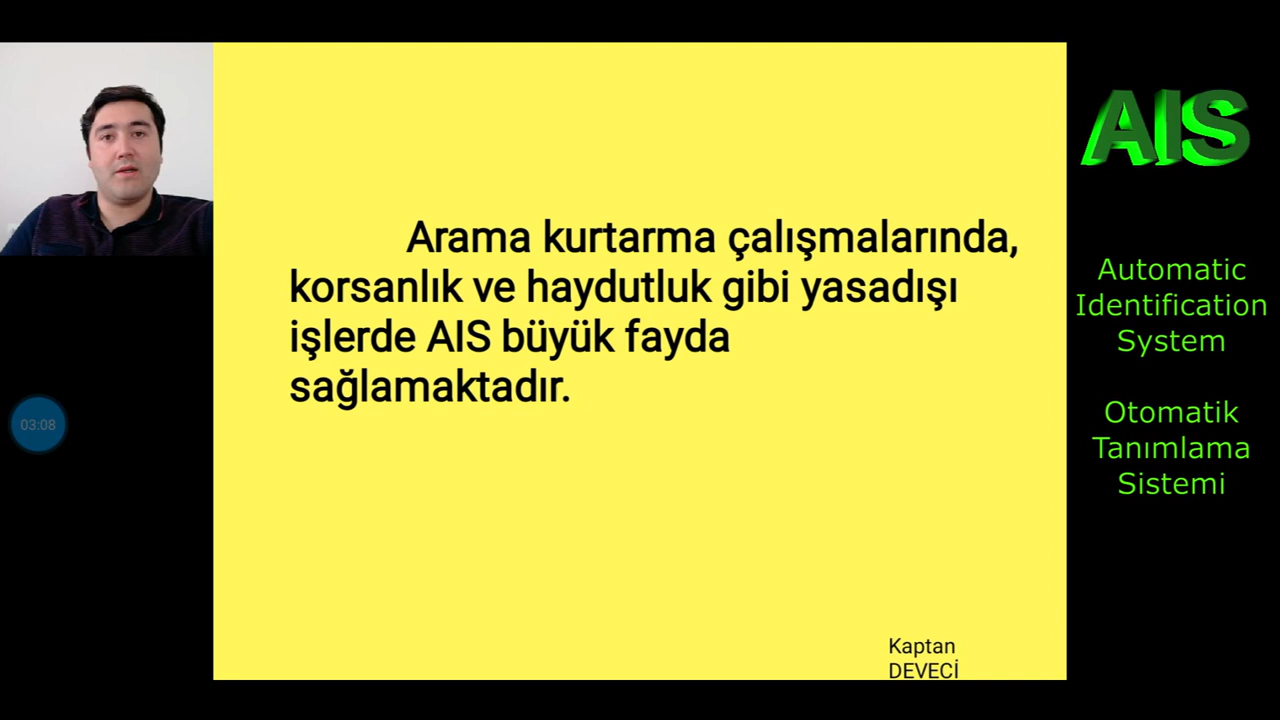 Arama kurtarma çalışmalarında,
korsanlık ve haydutluk gibi yasadışı
işlerde AIS büyük fayda
sağlamaktadır.
Kaptan
DEVECİ
03:08
AIS
Automatic
Identification
System
Otomatik
Tanımlama
Sistemi